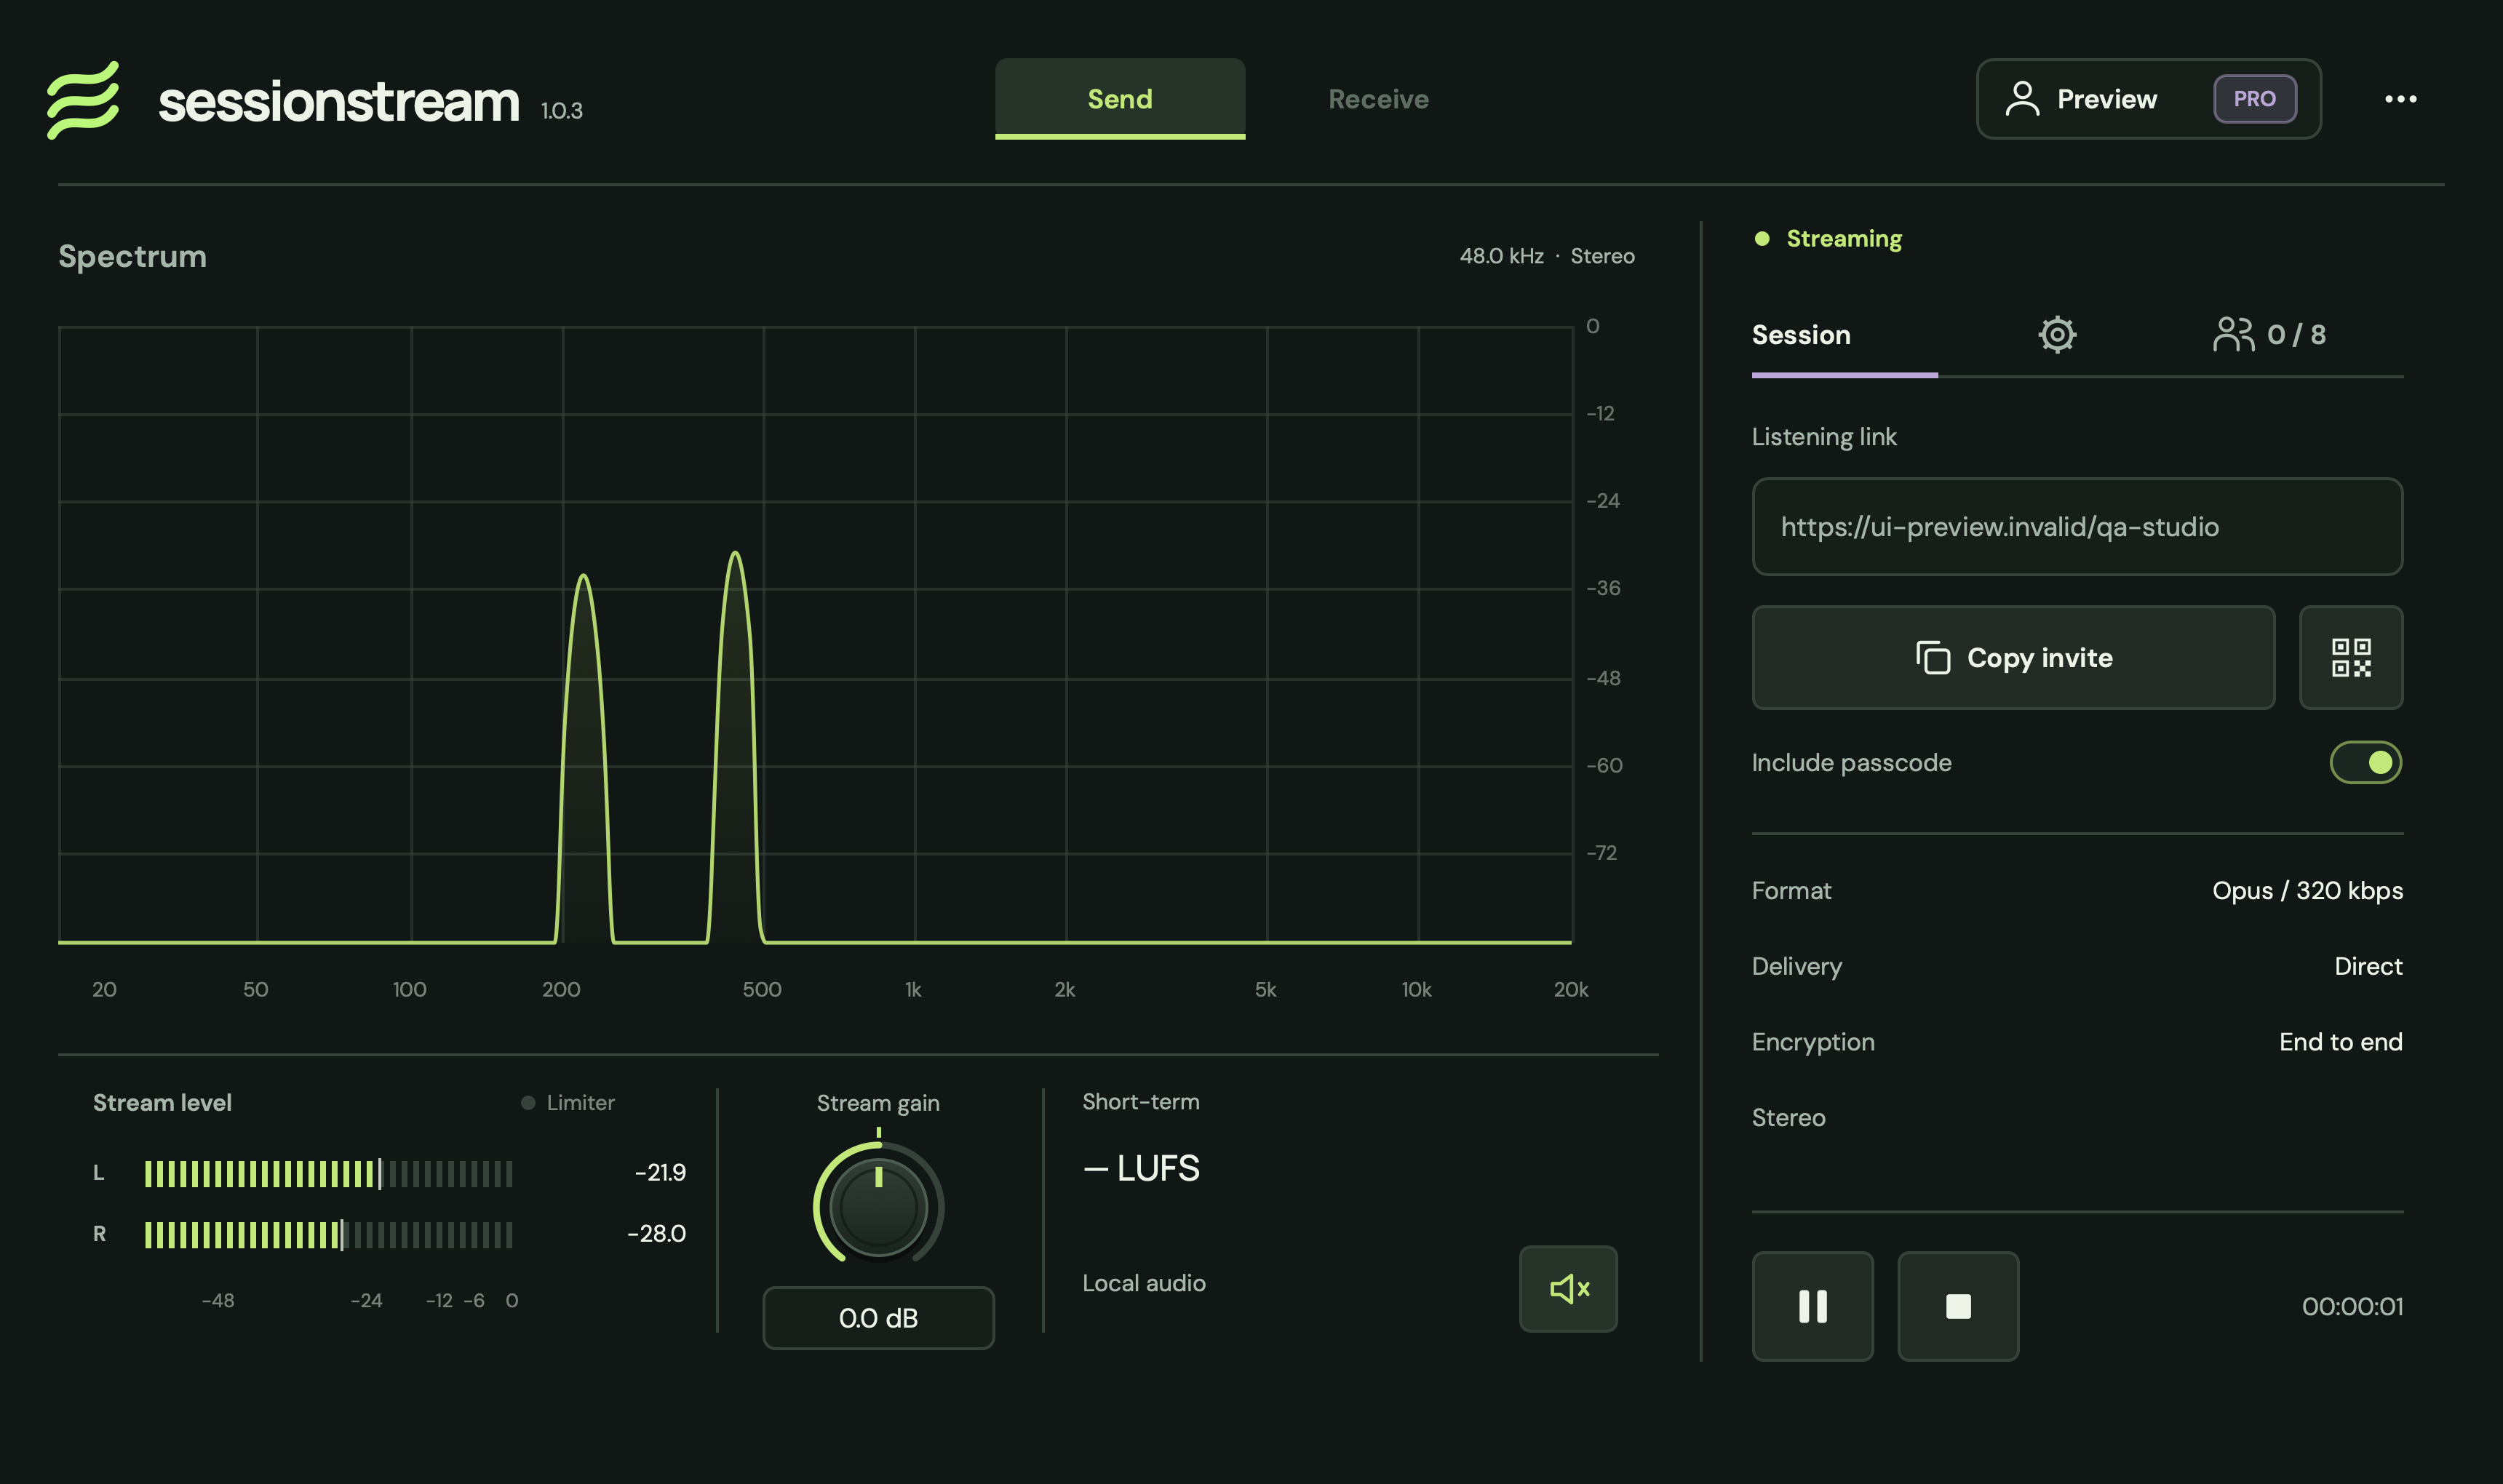 sessionstream 1.0.3
Send
Receive
Preview
PRO
Spectrum
48.0 kHz · Stereo
0
-12
-24
-36
-48
-60
-72
20 50 100 200 500 1k 2k 5k 10k 20k
Stream level
Limiter
L -21.9
R -28.0
-48 -24 -12 -6 0
Stream gain
0.0 dB
Short-term
— LUFS
Local audio
Streaming
Session
0 / 8
Listening link
https://ui-preview.invalid/qa-studio
Copy invite
Include passcode
Format Opus / 320 kbps
Delivery Direct
Encryption End to end
Stereo
00:00:01